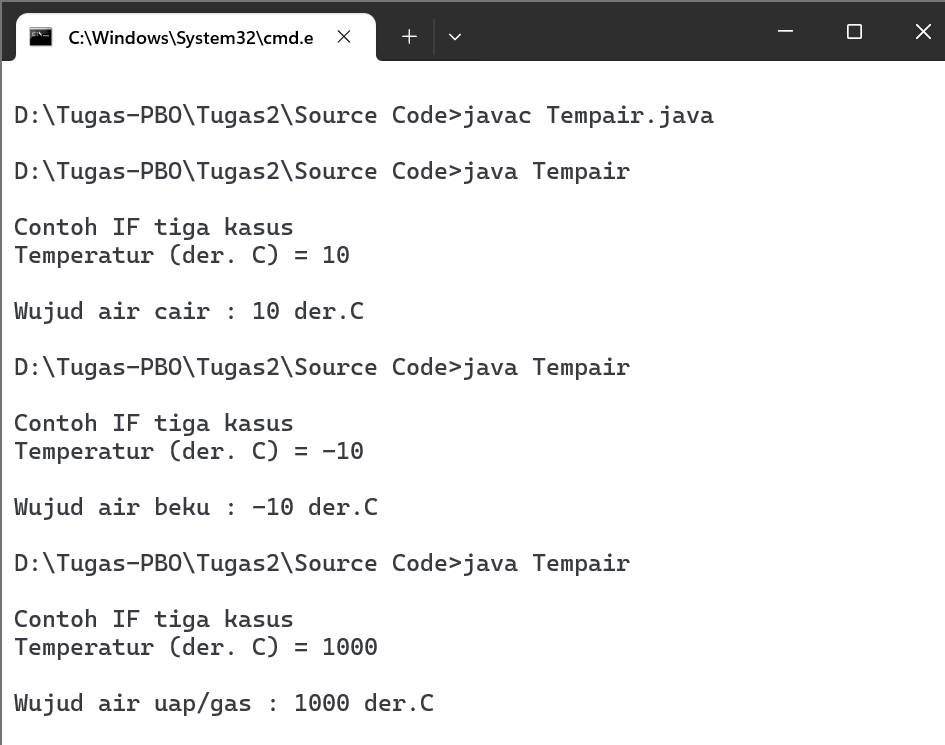 C:\Windows\System32\cmd.e
D:\Tugas-PBO\Tugas2\Source Code>javac Tempair.java
D:\Tugas-PBO\Tugas2\Source Code>java Tempair
Contoh IF tiga kasus
Temperatur (der. C) = 10
Wujud air cair : 10 der.C
D:\Tugas-PBO\Tugas2\Source Code>java Tempair
Contoh IF tiga kasus
Temperatur (der. C) = -10
Wujud air beku : -10 der.C
D:\Tugas-PBO\Tugas2\Source Code>java Tempair
Contoh IF tiga kasus
Temperatur (der. C) = 1000
Wujud air uap/gas : 1000 der.C